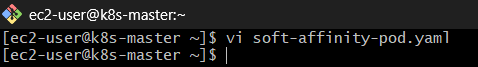 ec2-user@k8s-master:~
[ec2-user@k8s-master ~]$ vi soft-affinity-pod.yaml
[ec2-user@k8s-master ~]$